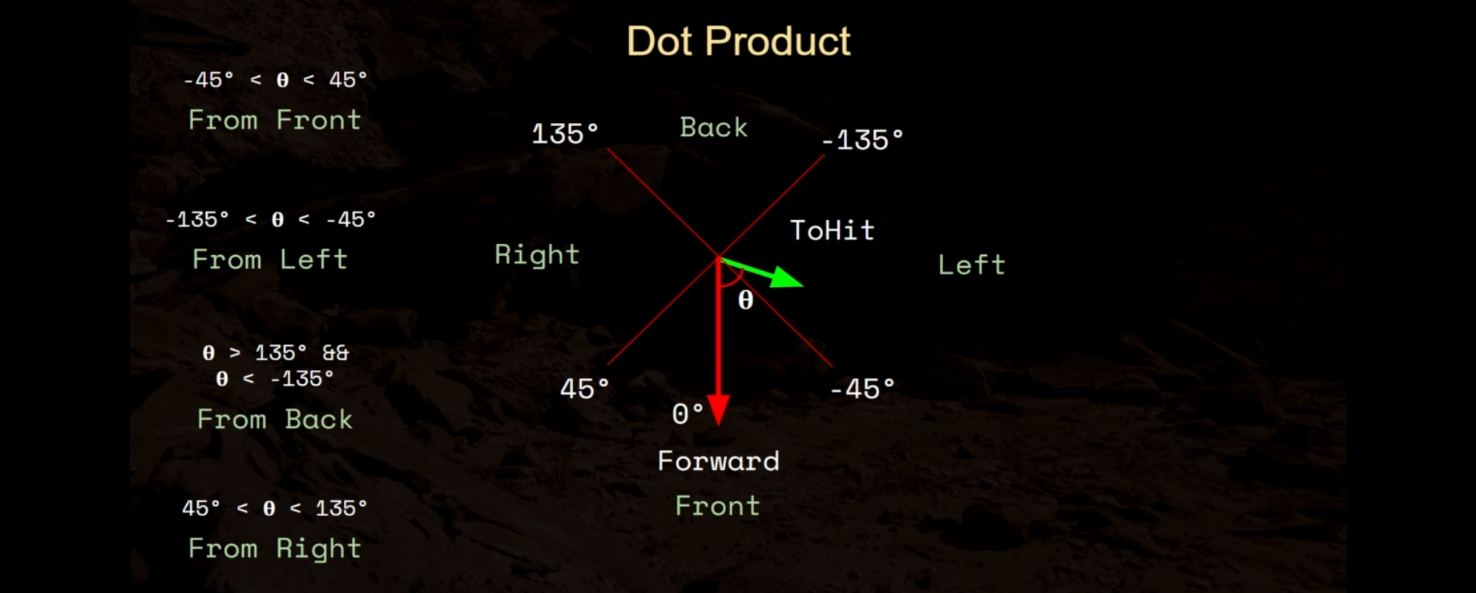 Dot Product
-45° < θ < 45°
From Front
-135° < θ < -45°
From Left
θ > 135° &&
θ < -135°
From Back
45° < θ < 135°
From Right
135°
Back
-135°
ToHit
Right
Left
θ
45°
-45°
0°
Forward
Front